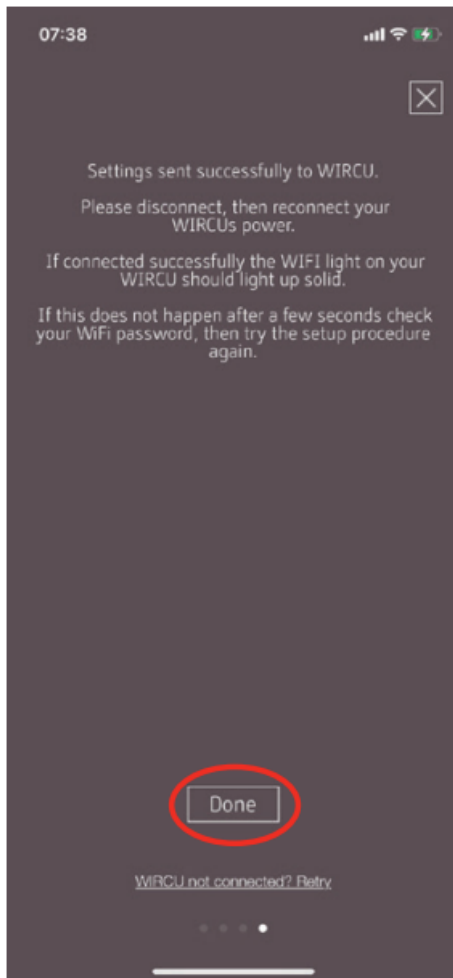 07:38
Settings sent successfully to WIRCU.
Please disconnect, then reconnect your
WIRCUs power.
If connected successfully the WIFI light on your
WIRCU should light up solid.
If this does not happen after a few seconds check
your WiFi password, then try the setup procedure
again.
Done
WIRCU not connected? Retry